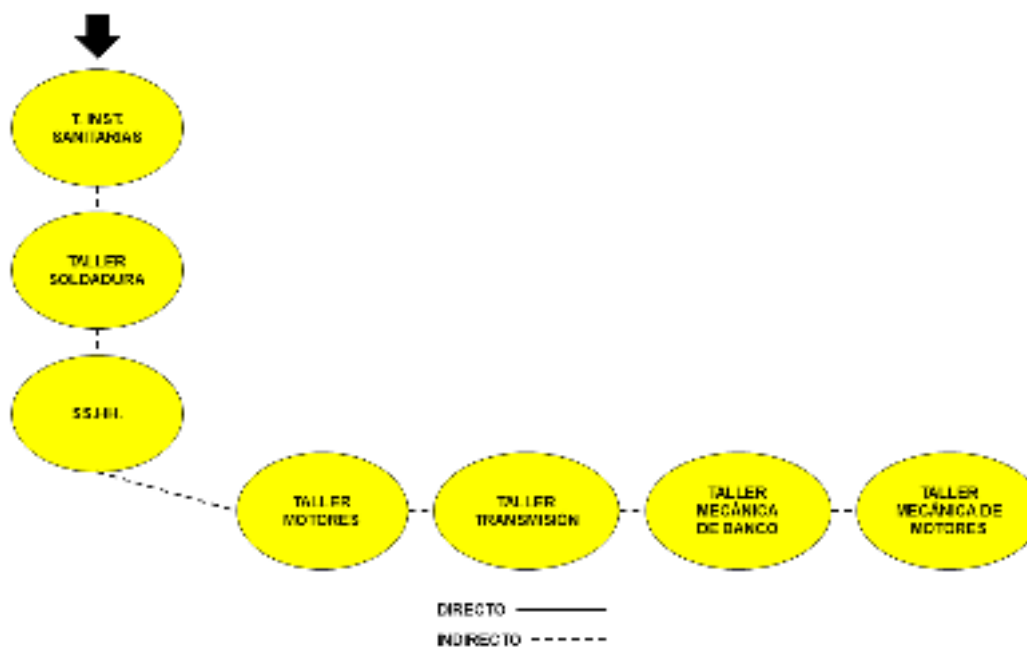 T. INST.
SANITARIAS
TALLER
SOLDADURA
SS.HH.
TALLER
MOTORES
TALLER
TRANSMISIÓN
TALLER
MECÁNICA
DE BANCO
TALLER
MECÁNICA DE
MOTORES
DIRECTO
INDIRECTO